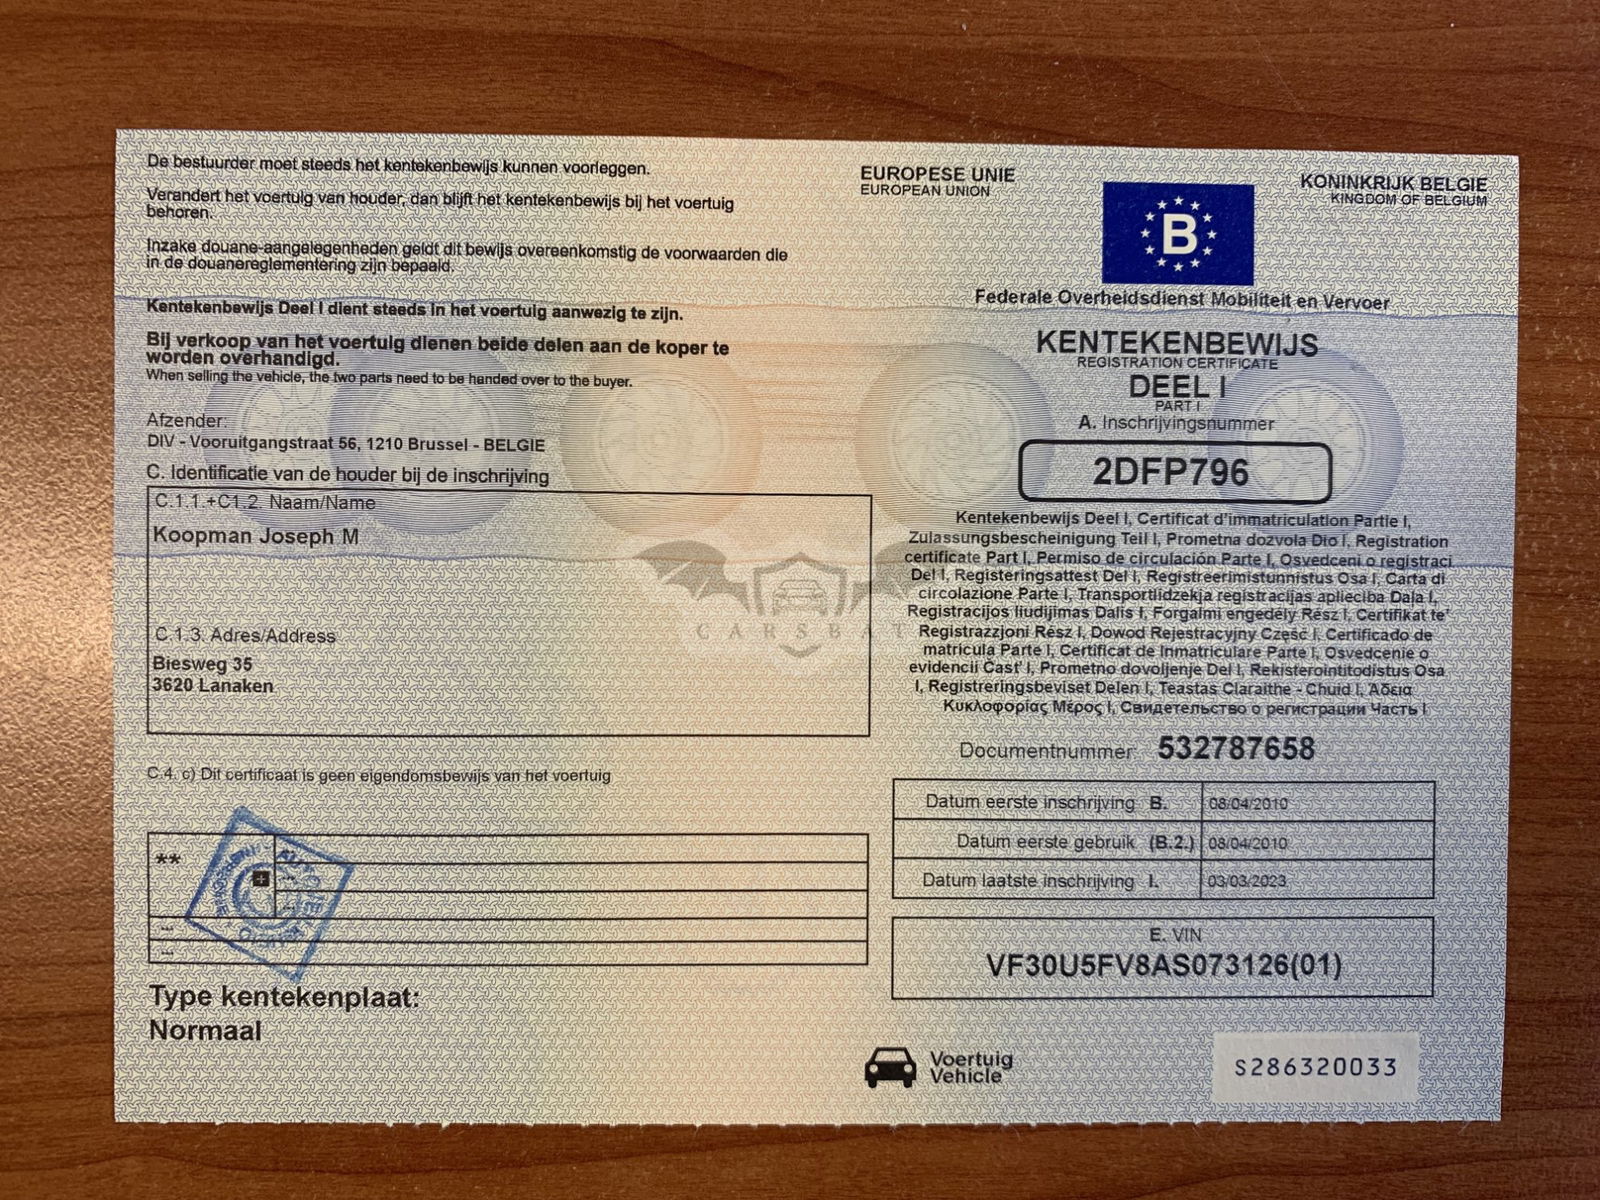 De bestuurder moet steeds het kentekenbewijs kunnen voorleggen.
Verandert het voertuig van houder, dan blijft het kentekenbewijs bij het voertuig
behoren.
Inzake douane-aangelegenheden geldt dit bewijs overeenkomstig de voorwaarden die
in de douanereglementering zijn bepaald.
Kentekenbewijs Deel I dient steeds in het voertuig aanwezig te zijn.
Bij verkoop van het voertuig dienen beide delen aan de koper te
worden overhandigd.
When selling the vehicle, the two parts need to be handed over to the buyer.
Afzender:
DIV - Vooruitgangstraat 56, 1210 Brussel - BELGIE
C. Identificatie van de houder bij de inschrijving
C.1.1.+C1.2. Naam/Name
Koopman Joseph M
C.1.3. Adres/Address
Biesweg 35
3620 Lanaken
C.4. c) Dit certificaat is geen eigendomsbewijs van het voertuig
**
---
---
Type kentekenplaat:
Normaal
EUROPESE UNIE
EUROPEAN UNION
B
KONINKRIJK BELGIE
KINGDOM OF BELGIUM
Federale Overheidsdienst Mobiliteit en Vervoer
KENTEKENBEWIJS
REGISTRATION CERTIFICATE
DEEL I
PART I
A. Inschrijvingsnummer
2DFP796
Kentekenbewijs Deel I, Certificat d'immatriculation Partie I,
Zulassungsbescheinigung Teil I, Prometna dozvola Dio I, Registration
certificate Part I, Permiso de circulación Parte I, Osvedceni o registraci
Del I, Registeringsattest Del I, Registreerimistunnistus Osa I, Carta di
circolazione Parte I, Transportlidzekja registracijas aplieciba Dala I,
Registracijos liudijimas Dalis I, Forgalmi engedély Rész I, Certifikat te'
Registrazzjoni Rész I, Dowod Rejestracyjny Część I, Certificado de
matricula Parte I, Certificat de Inmatriculare Parte I, Osvedcenie o
evidencii Cast' I, Prometno dovoljenje Del I, Rekisterointitodistus Osa
I, Registreringsbeviset Delen I, Teastas Claraithe - Chuid I, Άδεια
Κυκλοφορίας Μέρος I, Свидетельство о регистрации Часть I
CARSBAT
Documentnummer: 532787658
Datum eerste inschrijving B. 08/04/2010
Datum eerste gebruik (B.2.) 08/04/2010
Datum laatste inschrijving I. 03/03/2023
E. VIN
VF30U5FV8AS073126(01)
Voertuig
Vehicle
S286320033